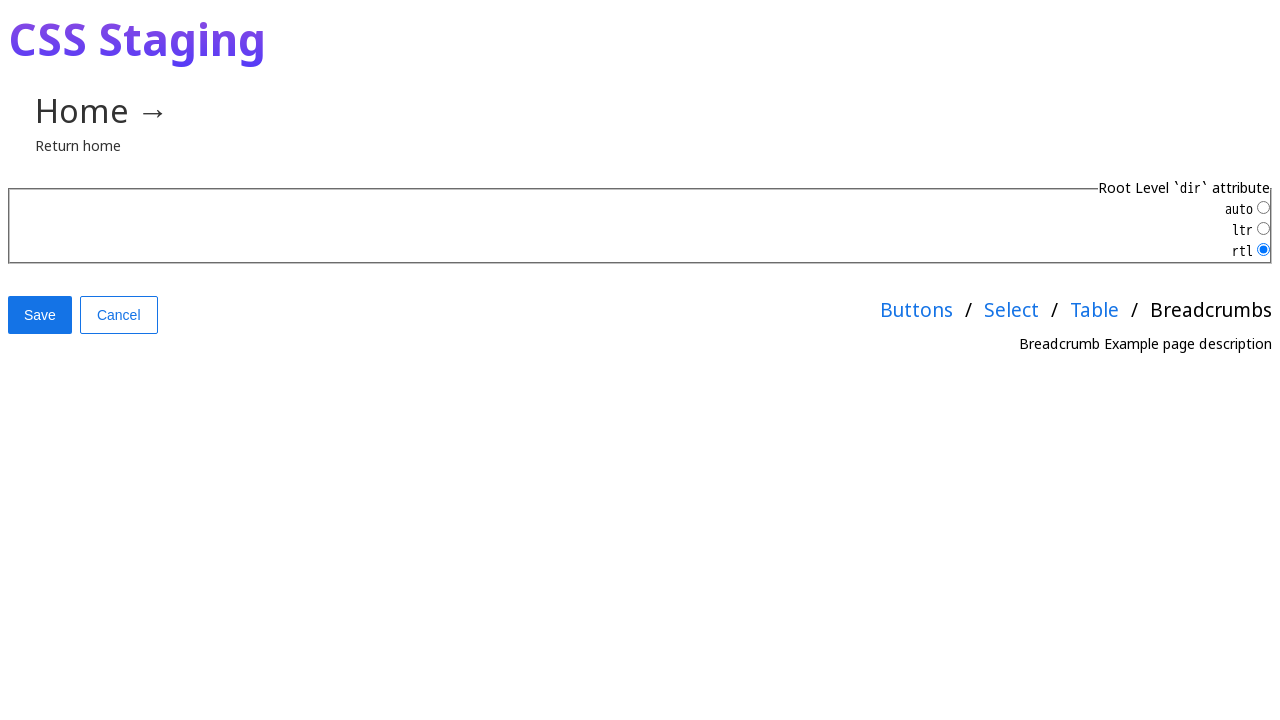 CSS Staging
Home →
Return home
Root Level `dir` attribute
auto
ltr
rtl
Save Cancel
Buttons / Select / Table / Breadcrumbs
Breadcrumb Example page description